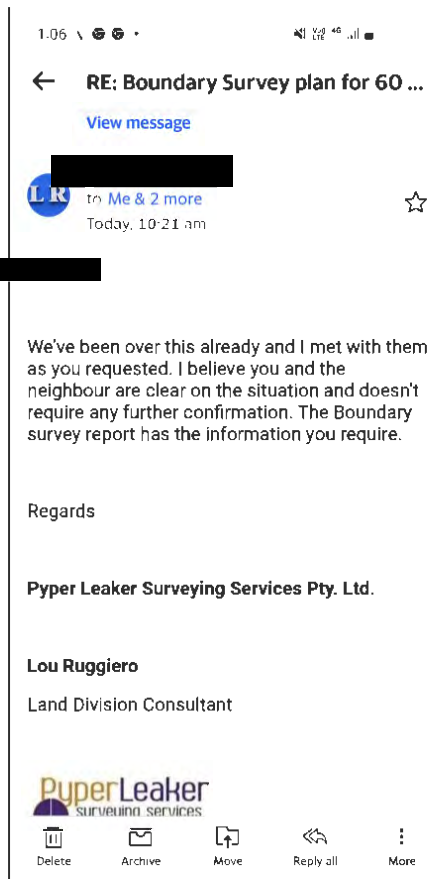 1.06
4G
← RE: Boundary Survey plan for 60 ...
View message
LR
to Me & 2 more
Today, 10:21 am
We've been over this already and I met with them
as you requested. I believe you and the
neighbour are clear on the situation and doesn't
require any further confirmation. The Boundary
survey report has the information you require.
Regards
Pyper Leaker Surveying Services Pty. Ltd.
Lou Ruggiero
Land Division Consultant
PyperLeaker
surveying services
Delete Archive Move Reply all More